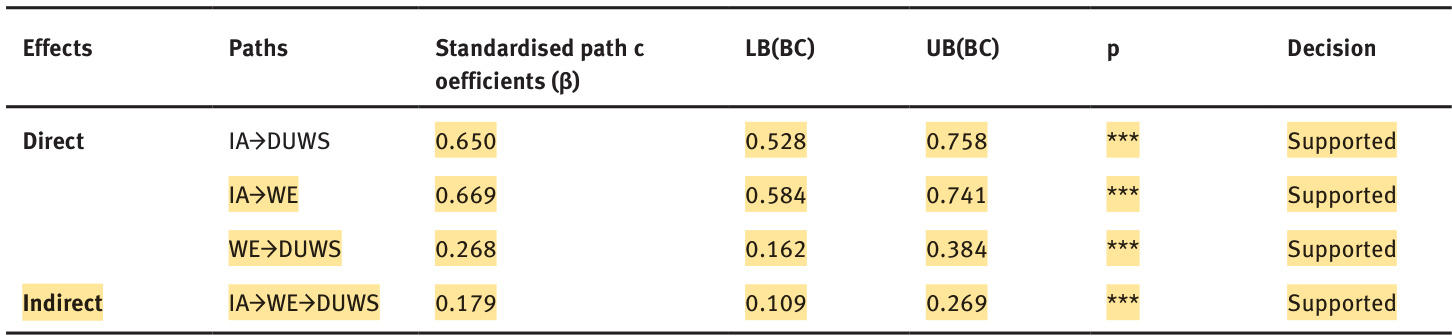 Effects Paths Standardised path c LB(BC) UB(BC) p Decision
oefficients (β)
Direct IA→DUWS 0.650 0.528 0.758 *** Supported
IA→WE 0.669 0.584 0.741 *** Supported
WE→DUWS 0.268 0.162 0.384 *** Supported
Indirect IA→WE→DUWS 0.179 0.109 0.269 *** Supported